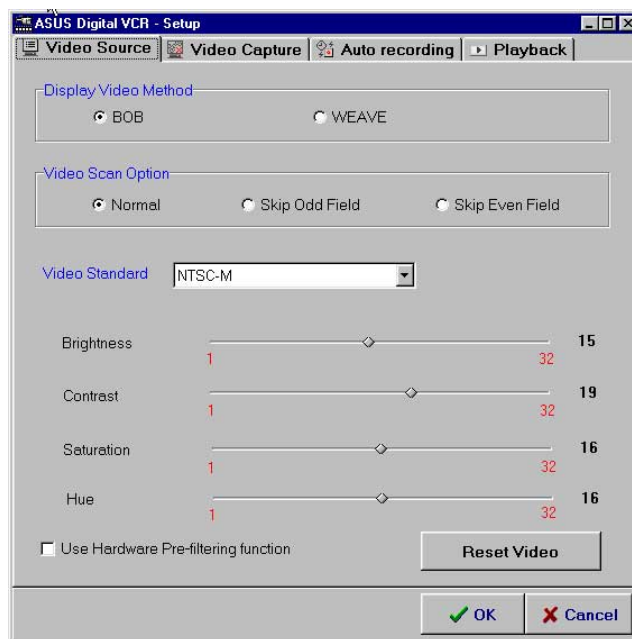 ASUS Digital VCR - Setup
Video Source Video Capture Auto recording Playback
Display Video Method
BOB WEAVE
Video Scan Option
Normal Skip Odd Field Skip Even Field
Video Standard NTSC-M
Brightness 15
1 32
Contrast 19
1 32
Saturation 16
1 32
Hue 16
1 32
Use Hardware Pre-filtering function Reset Video
OK Cancel